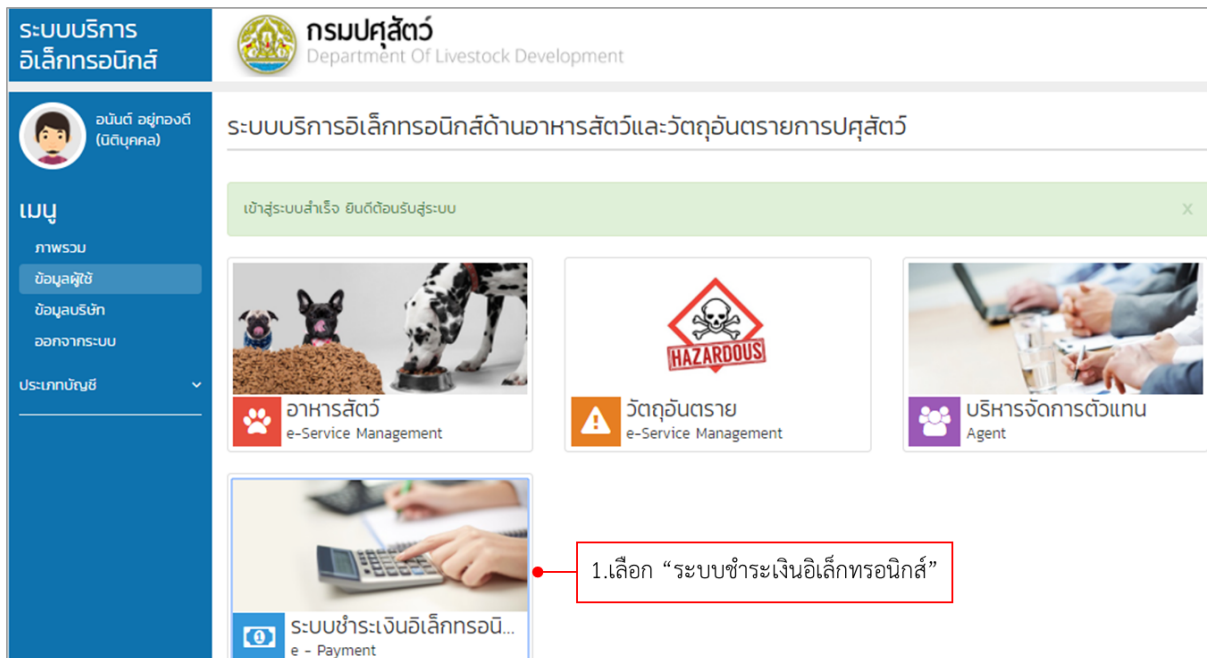 ระบบบริการ
อิเล็กทรอนิกส์
กรมปศุสัตว์
Department Of Livestock Development
อนันต์ อยู่ทองดี
(นิติบุคคล)
ระบบบริการอิเล็กทรอนิกส์ด้านอาหารสัตว์และวัตถุอันตรายการปศุสัตว์
เมนู
ภาพรวม
ข้อมูลผู้ใช้
ข้อมูลบริษัท
ออกจากระบบ
ประเภทบัญชี
เข้าสู่ระบบสำเร็จ ยินดีต้อนรับสู่ระบบ
x
อาหารสัตว์
e-Service Management
HAZARDOUS
วัตถุอันตราย
e-Service Management
บริหารจัดการตัวแทน
Agent
1.เลือก “ระบบชำระเงินอิเล็กทรอนิกส์”
ระบบชำระเงินอิเล็กทรอนิ...
e - Payment